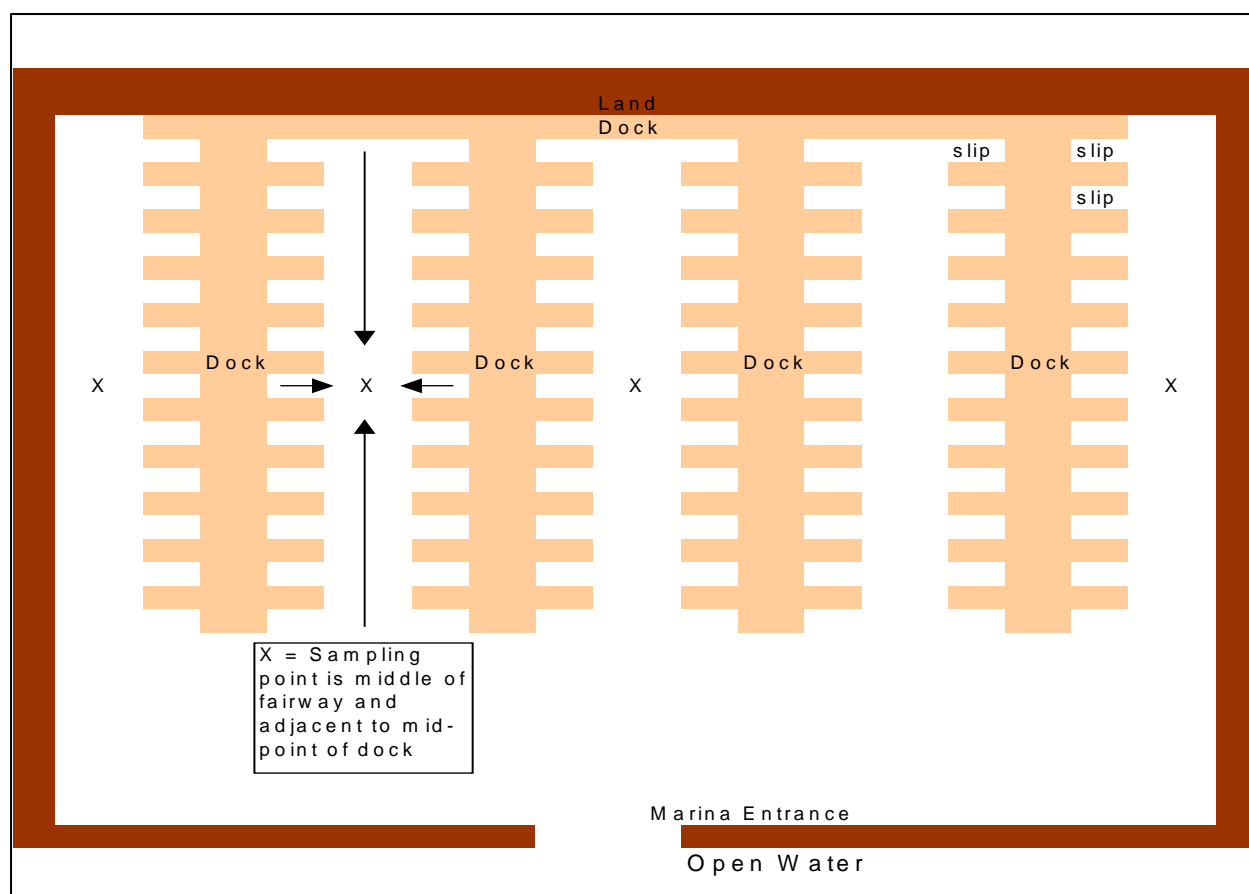 Land
Dock
slip slip
slip
Dock Dock Dock Dock
X X X X
X = Sampling
point is middle of
fairway and
adjacent to mid-
point of dock
Marina Entrance
Open Water